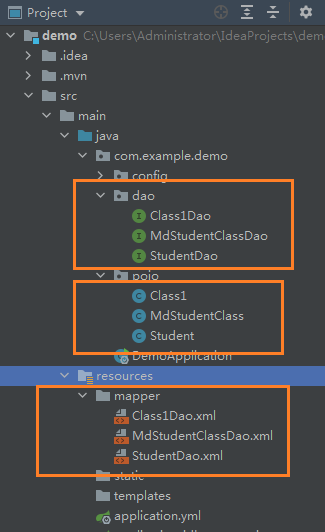 Project
demo C:\Users\Administrator\IdeaProjects\dem
.idea
.mvn
src
main
java
com.example.demo
config
dao
Class1Dao
MdStudentClassDao
StudentDao
pojo
Class1
MdStudentClass
Student
DemoApplication
resources
mapper
Class1Dao.xml
MdStudentClassDao.xml
StudentDao.xml
static
templates
application.yml